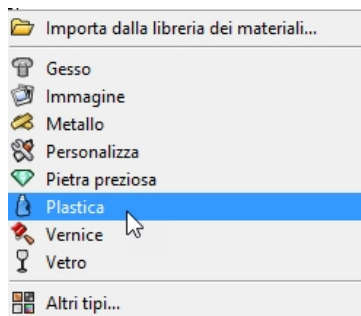 Importa dalla libreria dei materiali...
Gesso
Immagine
Metallo
Personalizza
Pietra preziosa
Plastica
Vernice
Vetro
Altri tipi...